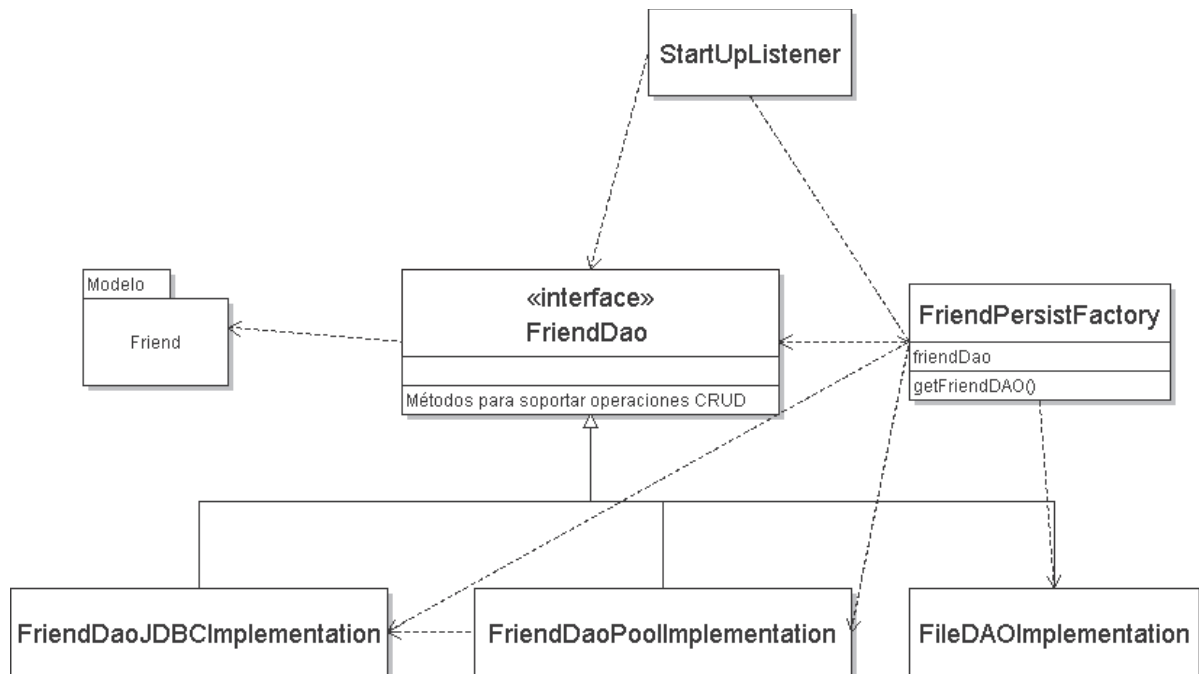 StartUpListener
Modelo
Friend
«interface»
FriendDao
Métodos para soportar operaciones CRUD
FriendPersistFactory
friendDao
getFriendDAO()
FriendDaoJDBCImplementation
FriendDaoPoolImplementation
FileDAOImplementation